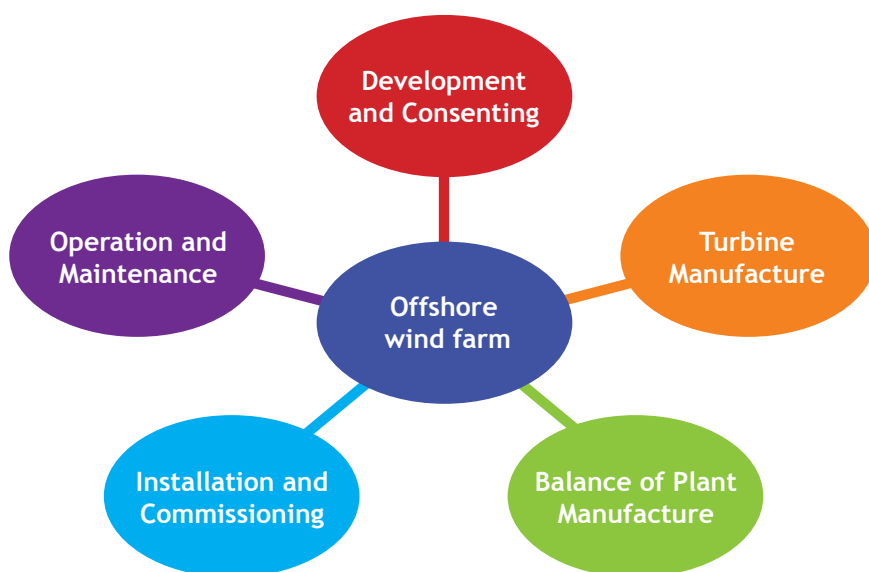 Development
and Consenting
Operation and
Maintenance
Turbine
Manufacture
Offshore
wind farm
Installation and
Commissioning
Balance of Plant
Manufacture